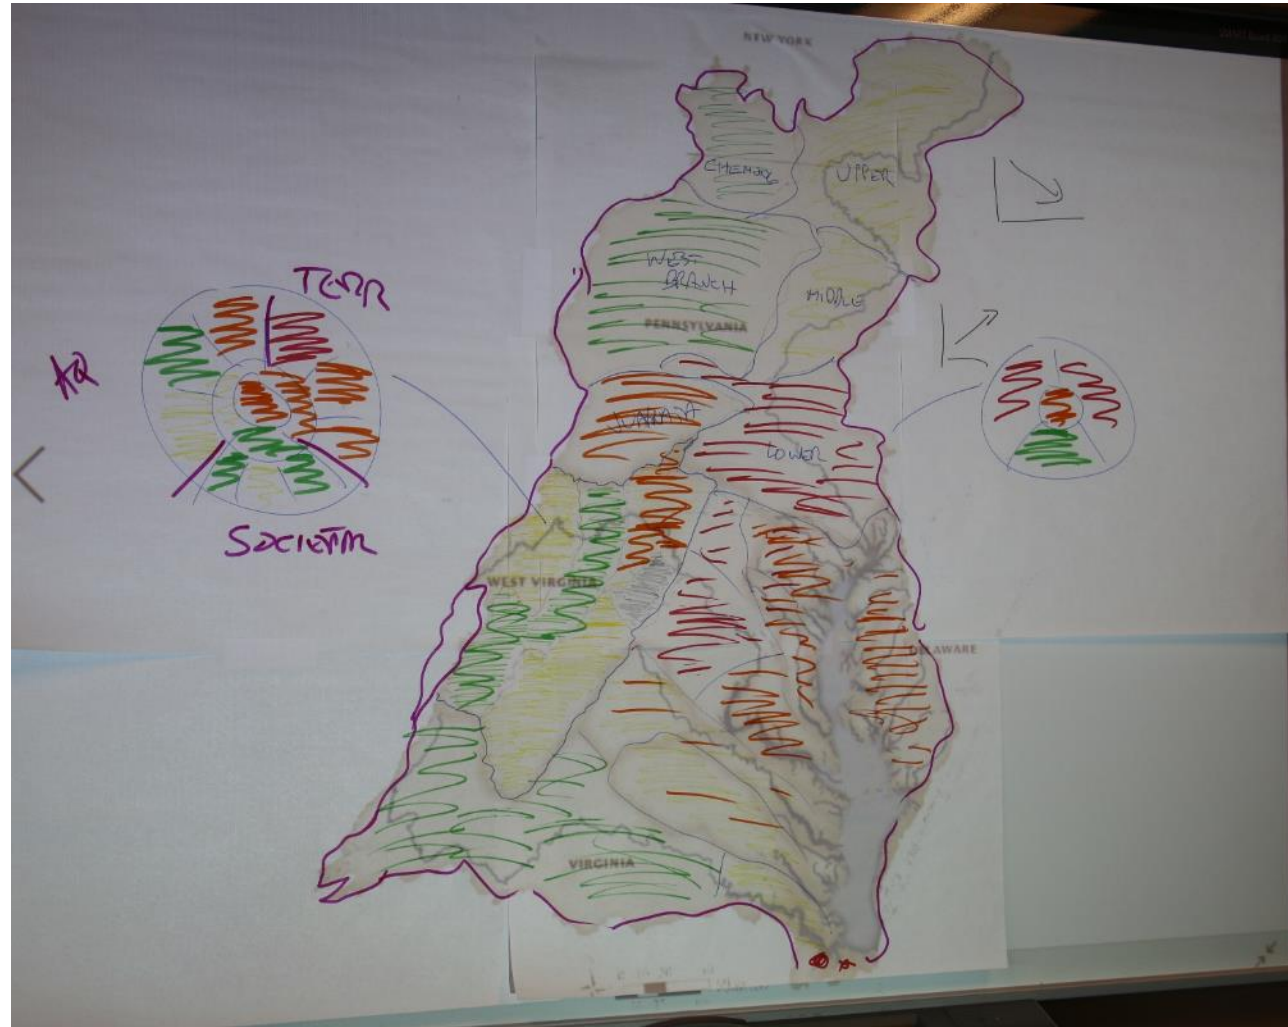 NEW YORK
CHEMUNG
UPPER
WEST
BRANCH
MIDDLE
PENNSYLVANIA
TERR
AQ
JUNIATA
LOWER
SOCIETAL
WEST VIRGINIA
DELAWARE
VIRGINIA